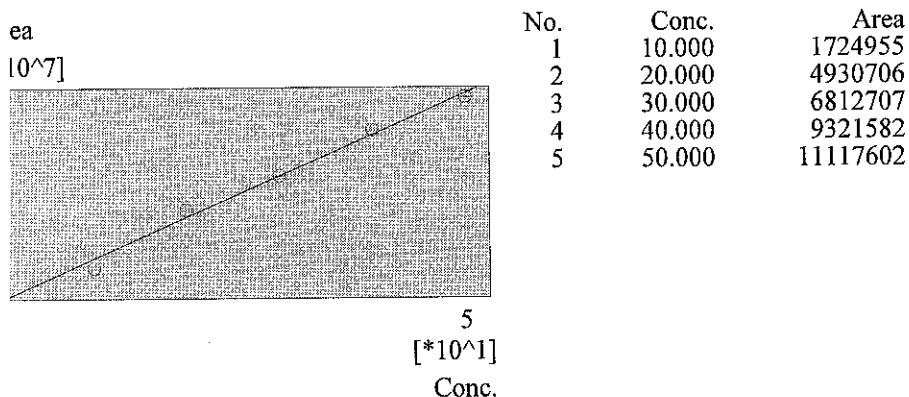 ea
10^7]
5
[*10^1]
Conc.
No. Conc. Area
1 10.000 1724955
2 20.000 4930706
3 30.000 6812707
4 40.000 9321582
5 50.000 11117602